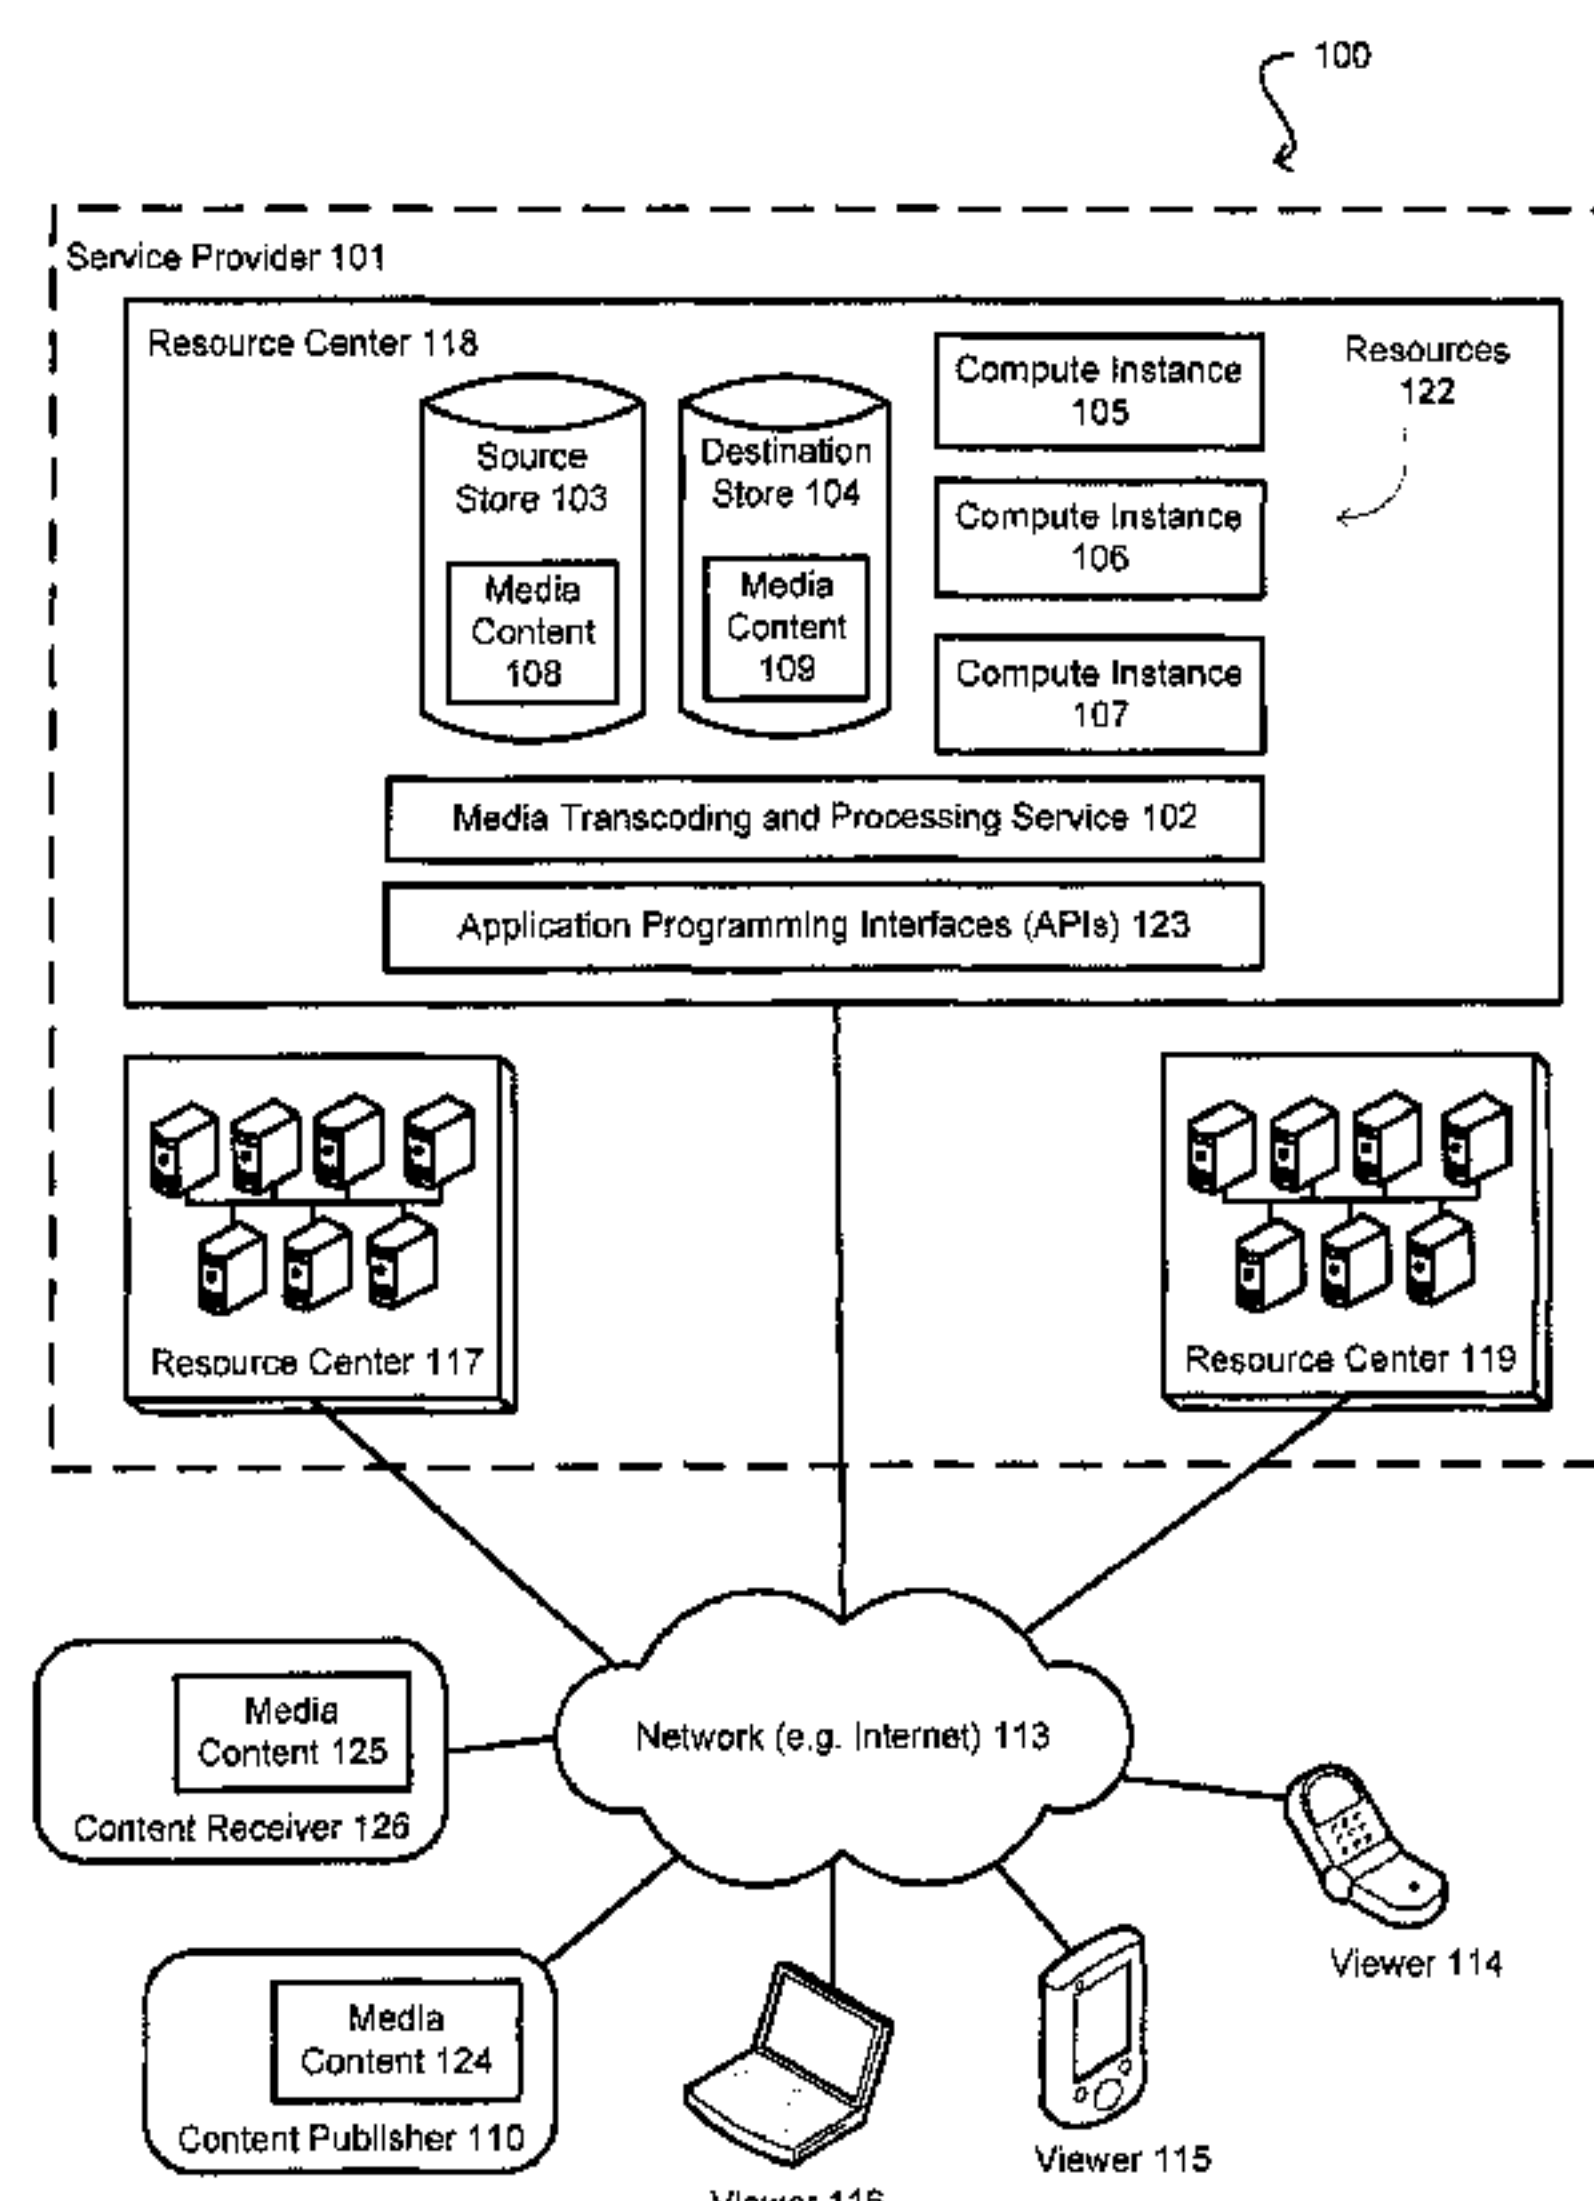 100
Service Provider 101
Resource Center 118
Source
Store 103
Media
Content
108
Destination
Store 104
Media
Content
109
Compute Instance
105
Compute Instance
106
Compute Instance
107
Resources
122
Media Transcoding and Processing Service 102
Application Programming Interfaces (APIs) 123
Resource Center 117
Resource Center 119
Network (e.g. Internet) 113
Media
Content 125
Content Receiver 126
Media
Content 124
Content Publisher 110
Viewer 114
Viewer 115
Viewer 116